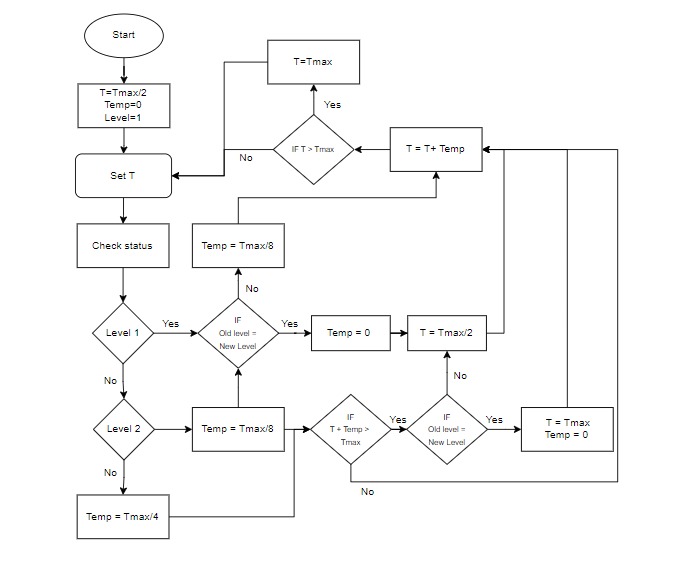 Start
T=Tmax/2
Temp=0
Level=1
Set T
Check status
Level 1
Yes
No
Level 2
No
Temp = Tmax/4
T=Tmax
Yes
IF T > Tmax
No
T = T+ Temp
Temp = Tmax/8
No
IF
Old level =
New Level
Yes
Temp = 0
T = Tmax/2
No
Temp = Tmax/8
IF
T + Temp >
Tmax
Yes
No
IF
Old level =
New Level
Yes
T = Tmax
Temp = 0